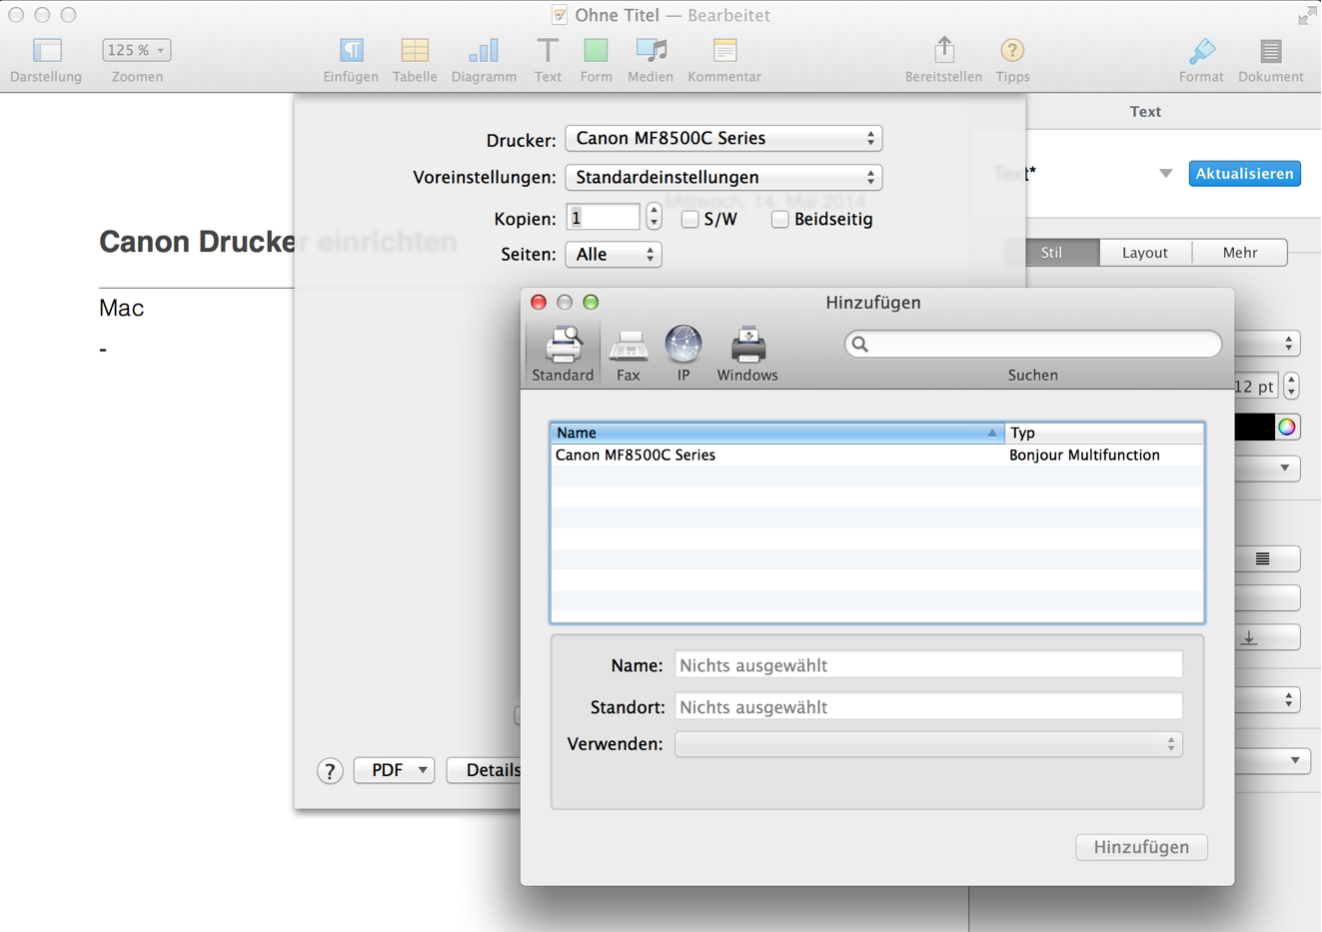 Ohne Titel — Bearbeitet
125 %
Darstellung Zoomen Einfügen Tabelle Diagramm Text Form Medien Kommentar Bereitstellen Tipps Format Dokument
Text
Drucker: Canon MF8500C Series
Text* Aktualisieren
Voreinstellungen: Standardeinstellungen
Mittwoch, 14. Mai 2014
Kopien: 1 S/W Beidseitig
Canon Drucker einrichten
Seiten: Alle
Stil Layout Mehr
Mac
-
Hinzufügen
Standard Fax IP Windows Suchen
12 pt
Name Typ
Canon MF8500C Series Bonjour Multifunction
Name: Nichts ausgewählt
Standort: Nichts ausgewählt
Verwenden:
? PDF Details
Hinzufügen